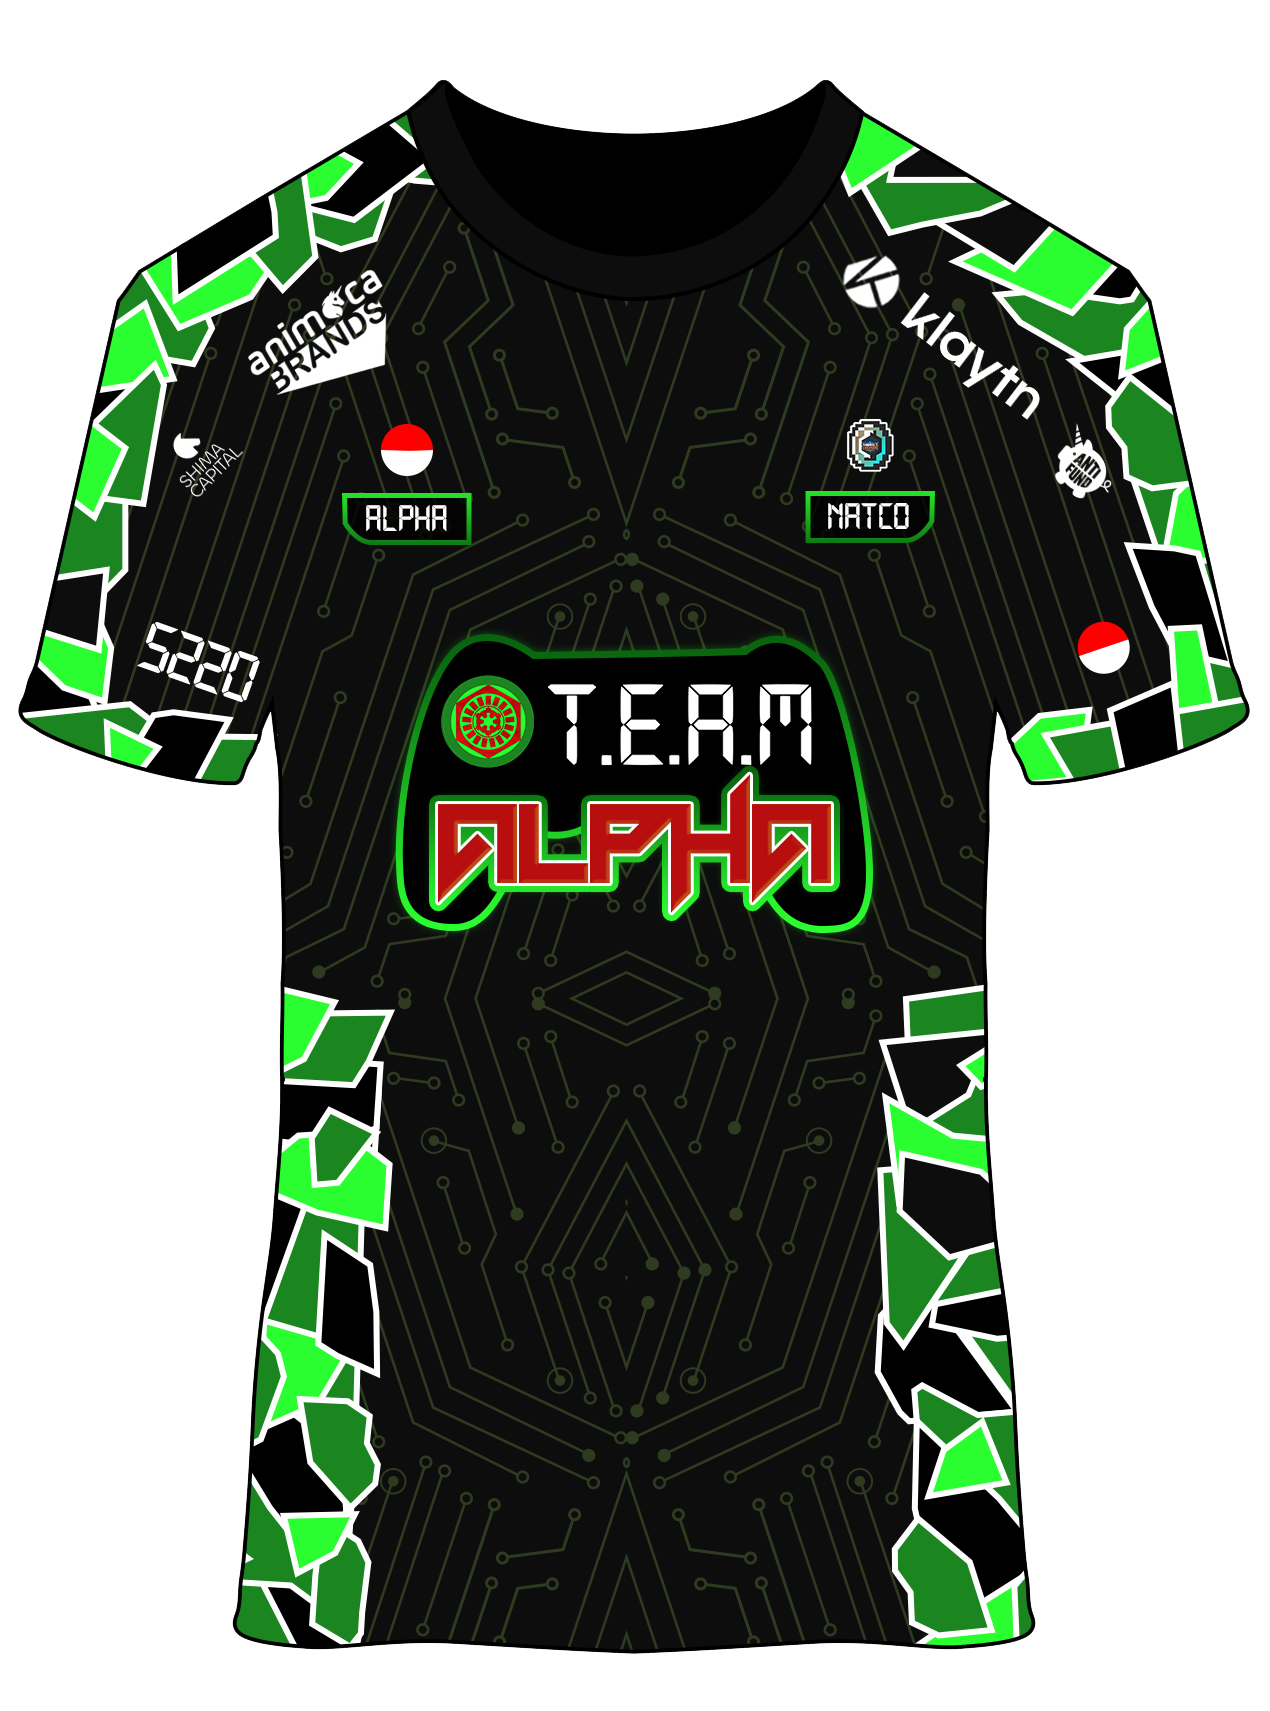 animoca
BRANDS
klaytn
SHIMA
CAPITAL
ANTI
FUND
ALPHA
NATCO
5220
T.E.A.M
ALPHA